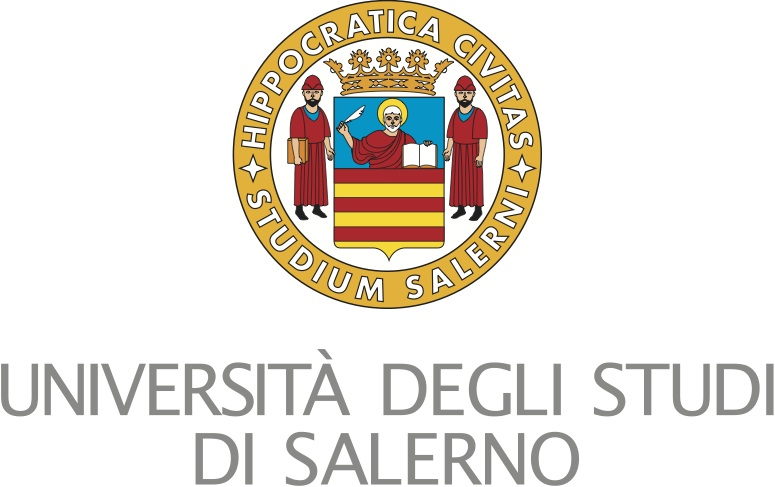 HIPPOCRATICA CIVITAS
STUDIUM SALERNI
UNIVERSITÀ DEGLI STUDI
DI SALERNO